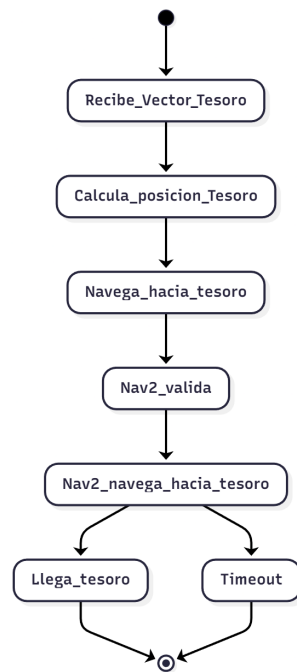 Recibe_Vector_Tesoro
Calcula_posicion_Tesoro
Navega_hacia_tesoro
Nav2_valida
Nav2_navega_hacia_tesoro
Llega_tesoro
Timeout